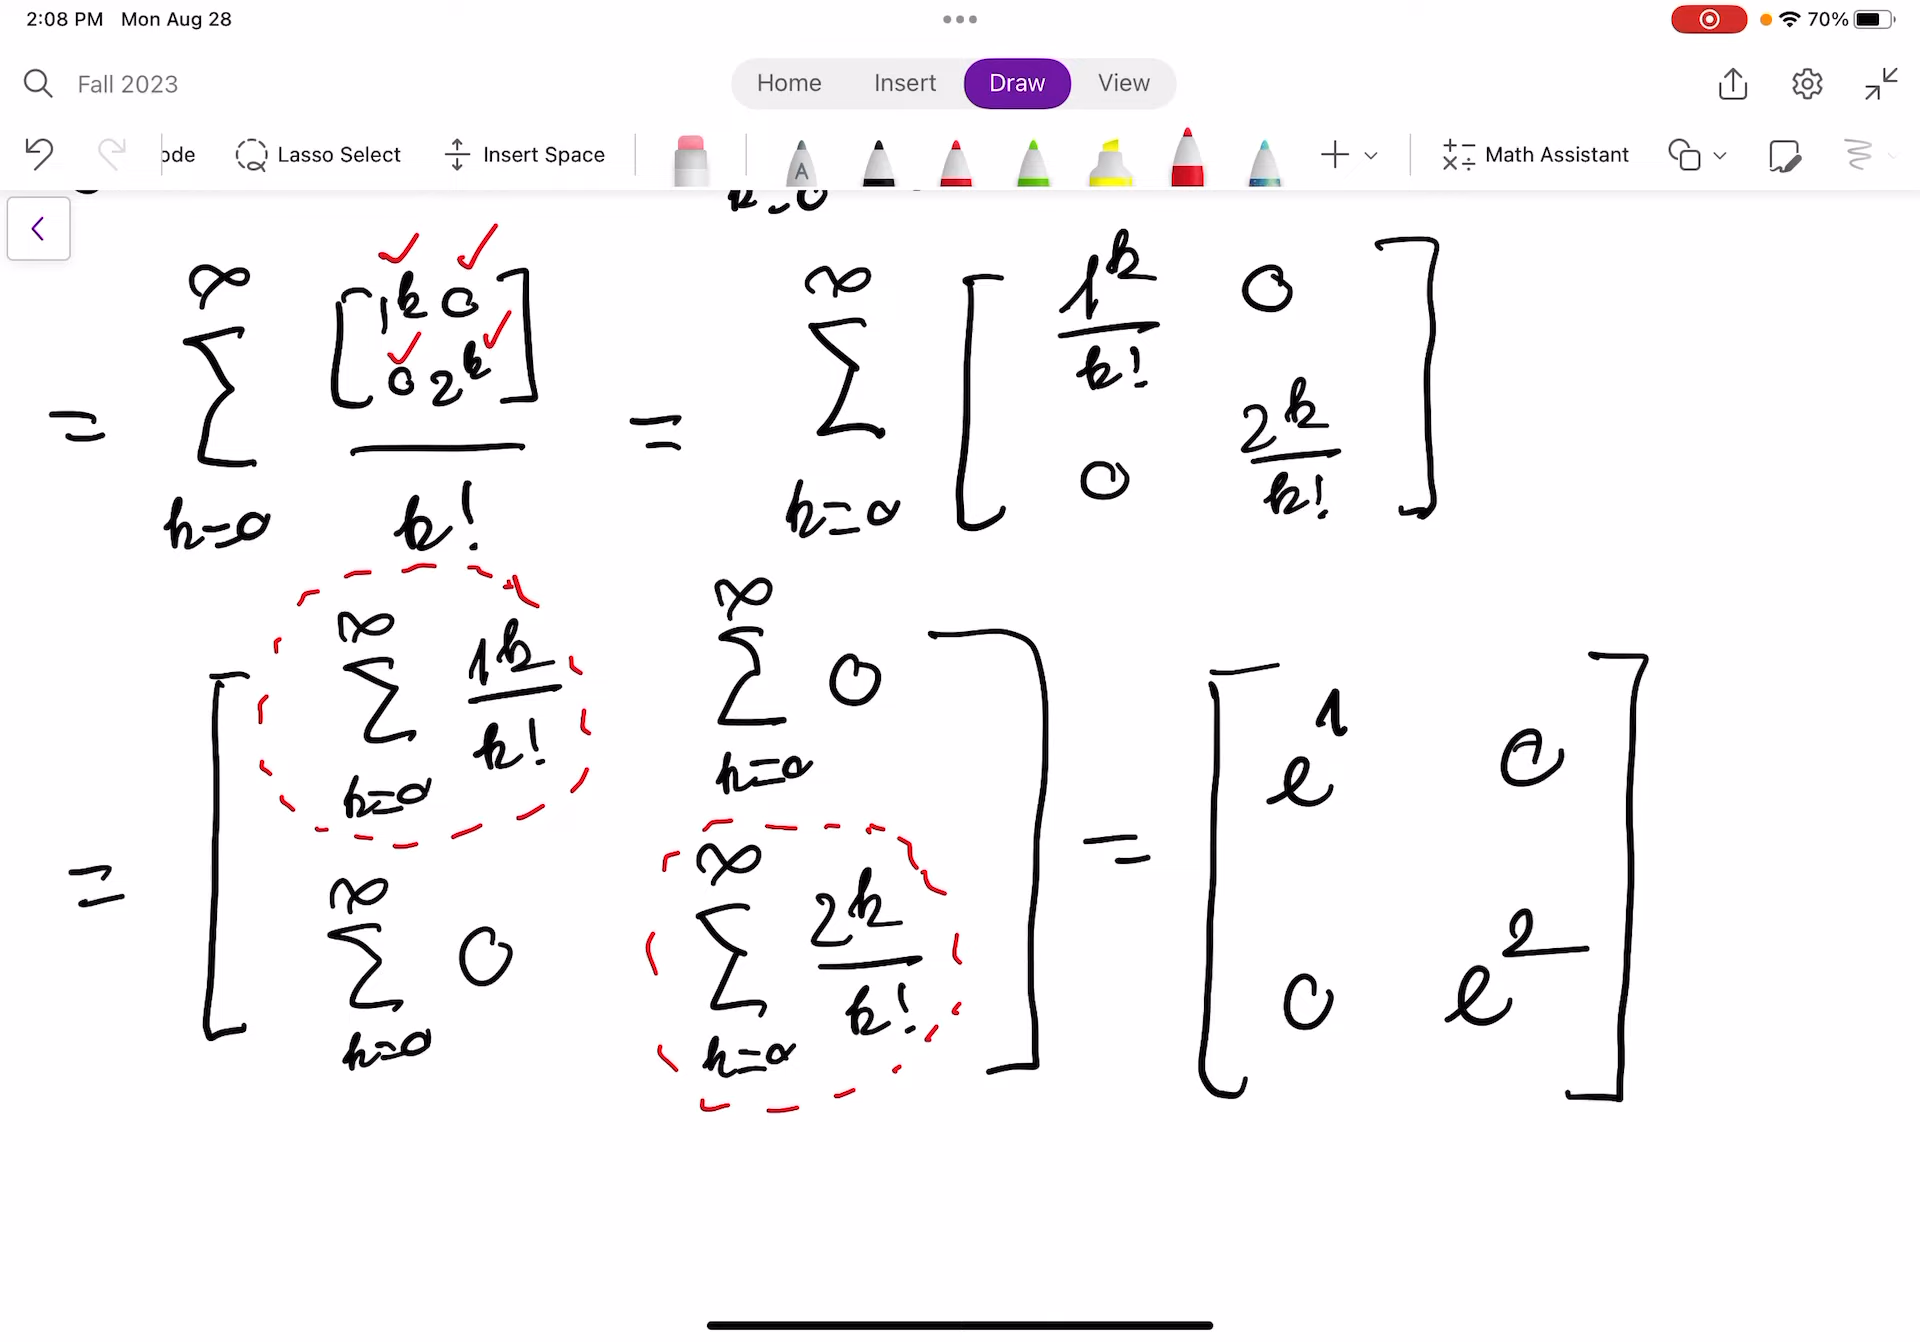 2:08 PM Mon Aug 28
70%
Fall 2023
Home Insert Draw View
ode Lasso Select Insert Space A Math Assistant
k=0
= ∑_{k=0}^{∞} [1^k 0; 0 2^k] / k! = ∑_{k=0}^{∞} [1^k/k! 0; 0 2^k/k!]
= [∑_{k=0}^{∞} 1^k/k! ∑_{k=0}^{∞} 0; ∑_{k=0}^{∞} 0 ∑_{k=0}^{∞} 2^k/k!] = [e^1 0; 0 e^2]